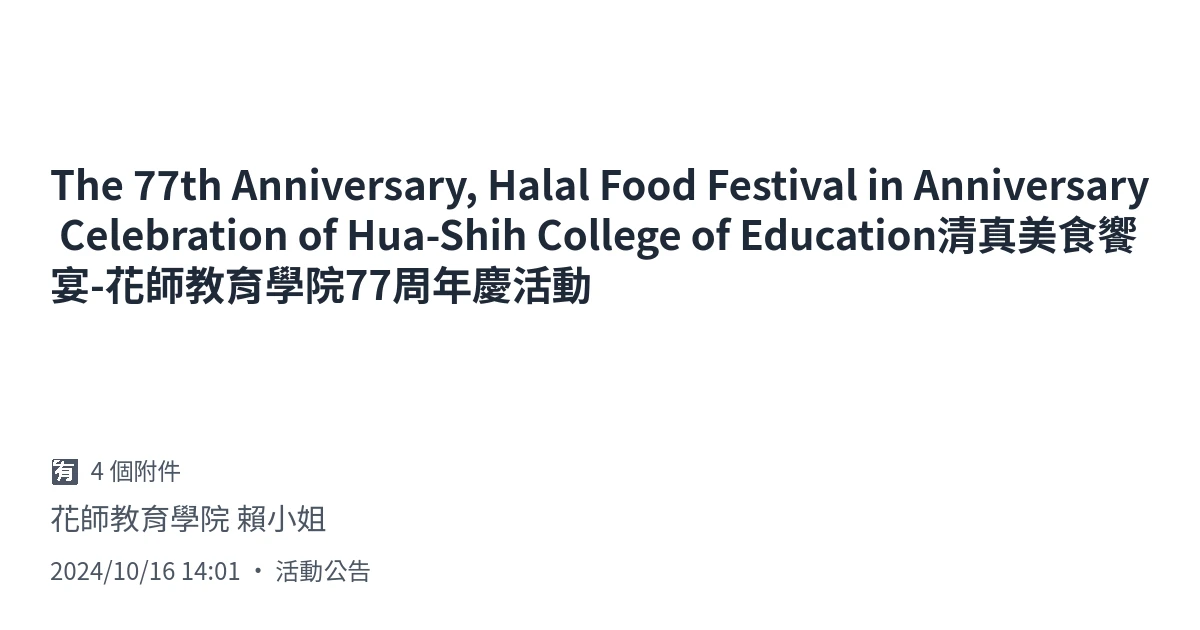 The 77th Anniversary, Halal Food Festival in Anniversary
Celebration of Hua-Shih College of Education清真美食饗
宴-花師教育學院77周年慶活動
有 4 個附件
花師教育學院 賴小姐
2024/10/16 14:01 • 活動公告